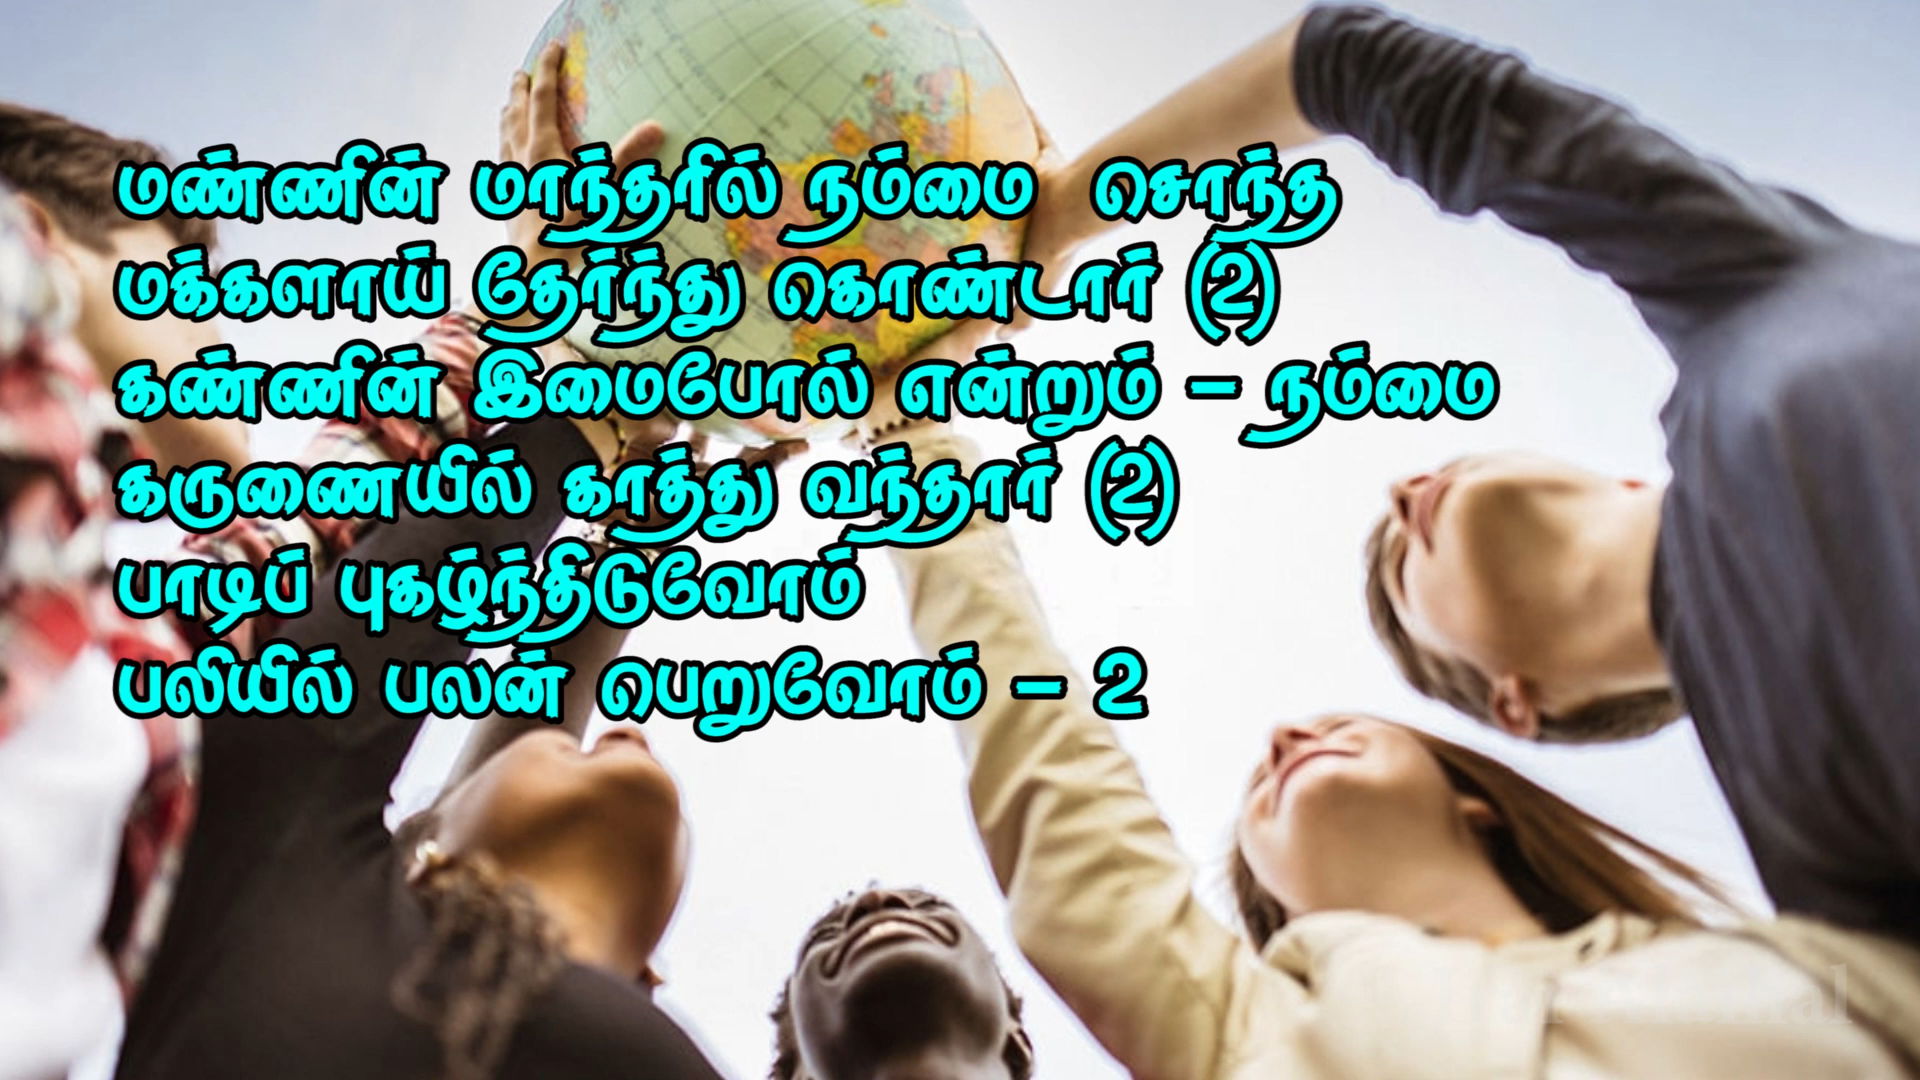 மண்ணின் மாந்தரில் நம்மை சொந்த
மக்களாய் தேர்ந்து கொண்டார் (2)
கண்ணின் இமைபோல் என்றும் – நம்மை
கருணையில் காத்து வந்தார் (2)
பாடிப் புகழ்ந்திடுவோம்
பலியில் பலன் பெறுவோம் – 2